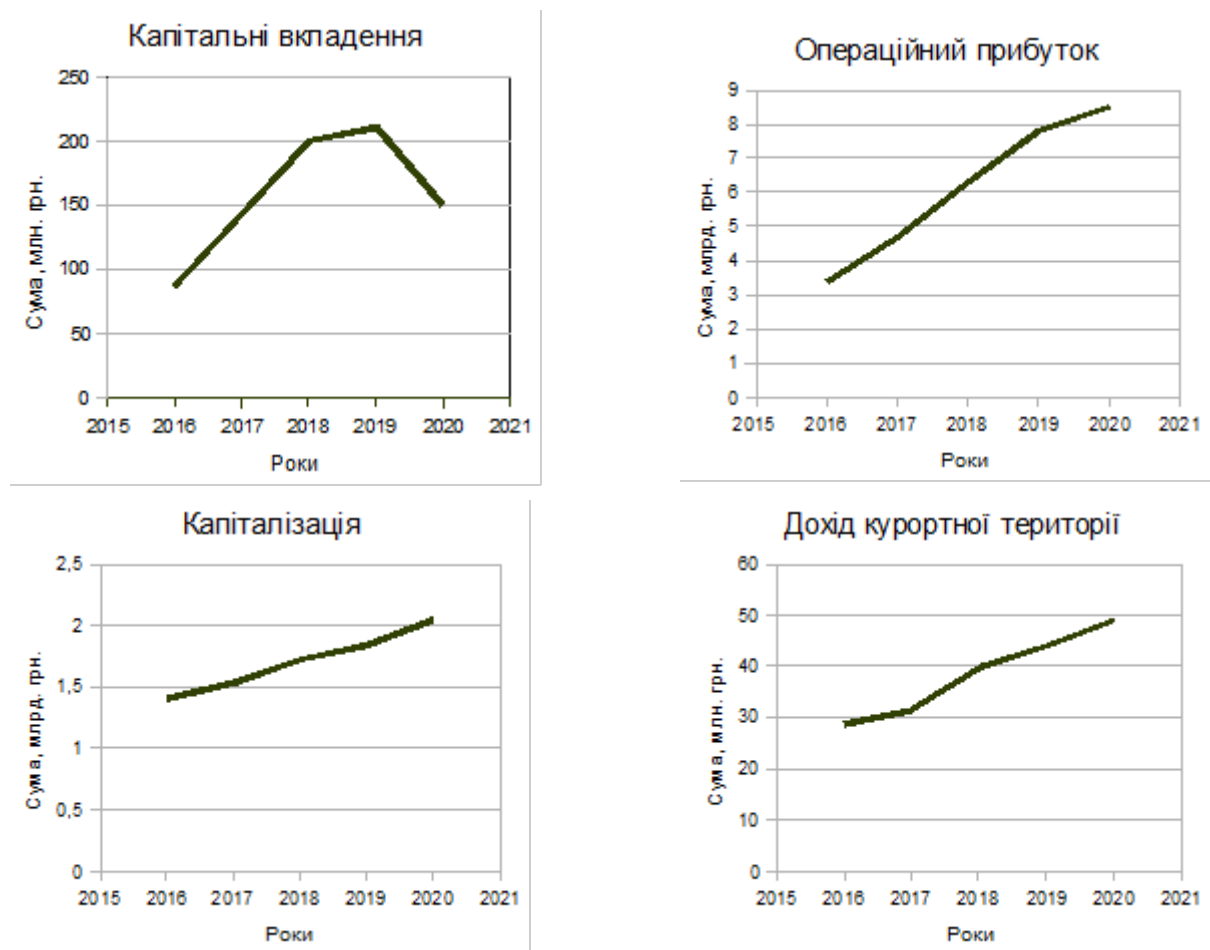 Капітальні вкладення
250
200
150
100
50
0
Сума, млн. грн.
2015 2016 2017 2018 2019 2020 2021
Роки
Операційний прибуток
9
8
7
6
5
4
3
2
1
0
Сума, млрд. грн.
2015 2016 2017 2018 2019 2020 2021
Роки
Капіталізація
2,5
2
1,5
1
0,5
0
Сума, млрд. грн.
2015 2016 2017 2018 2019 2020 2021
Роки
Дохід курортної території
60
50
40
30
20
10
0
Сума, млн. грн.
2015 2016 2017 2018 2019 2020 2021
Роки